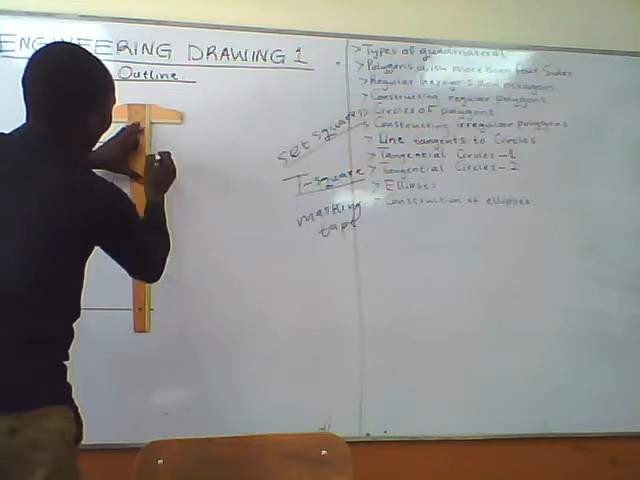 ENGINEERING DRAWING 1
Outline
> Types of quadrilateral
> Polygons with more than four Sides
> Regular hexagons and octagons
> Constructing regular polygons
> Circles of polygons
Constructing irregular polygons
> Line tangents to Circles
> Tangential Circles - 1
> Tangential Circles - 2
> Ellipses
- Construction of ellipses
set square
T-square
masking
tape